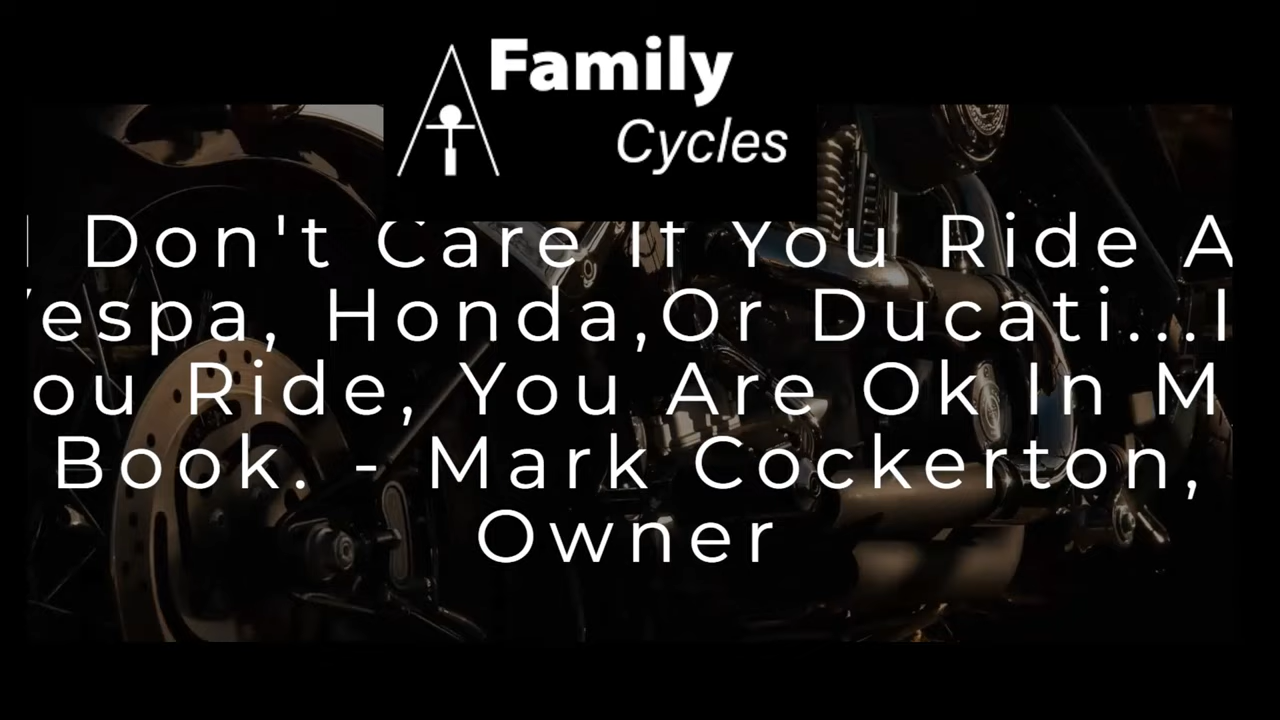 Family
Cycles
Don't Care If You Ride A
espa, Honda,Or Ducati...I
ou Ride, You Are Ok In M
Book. - Mark Cockerton,
Owner